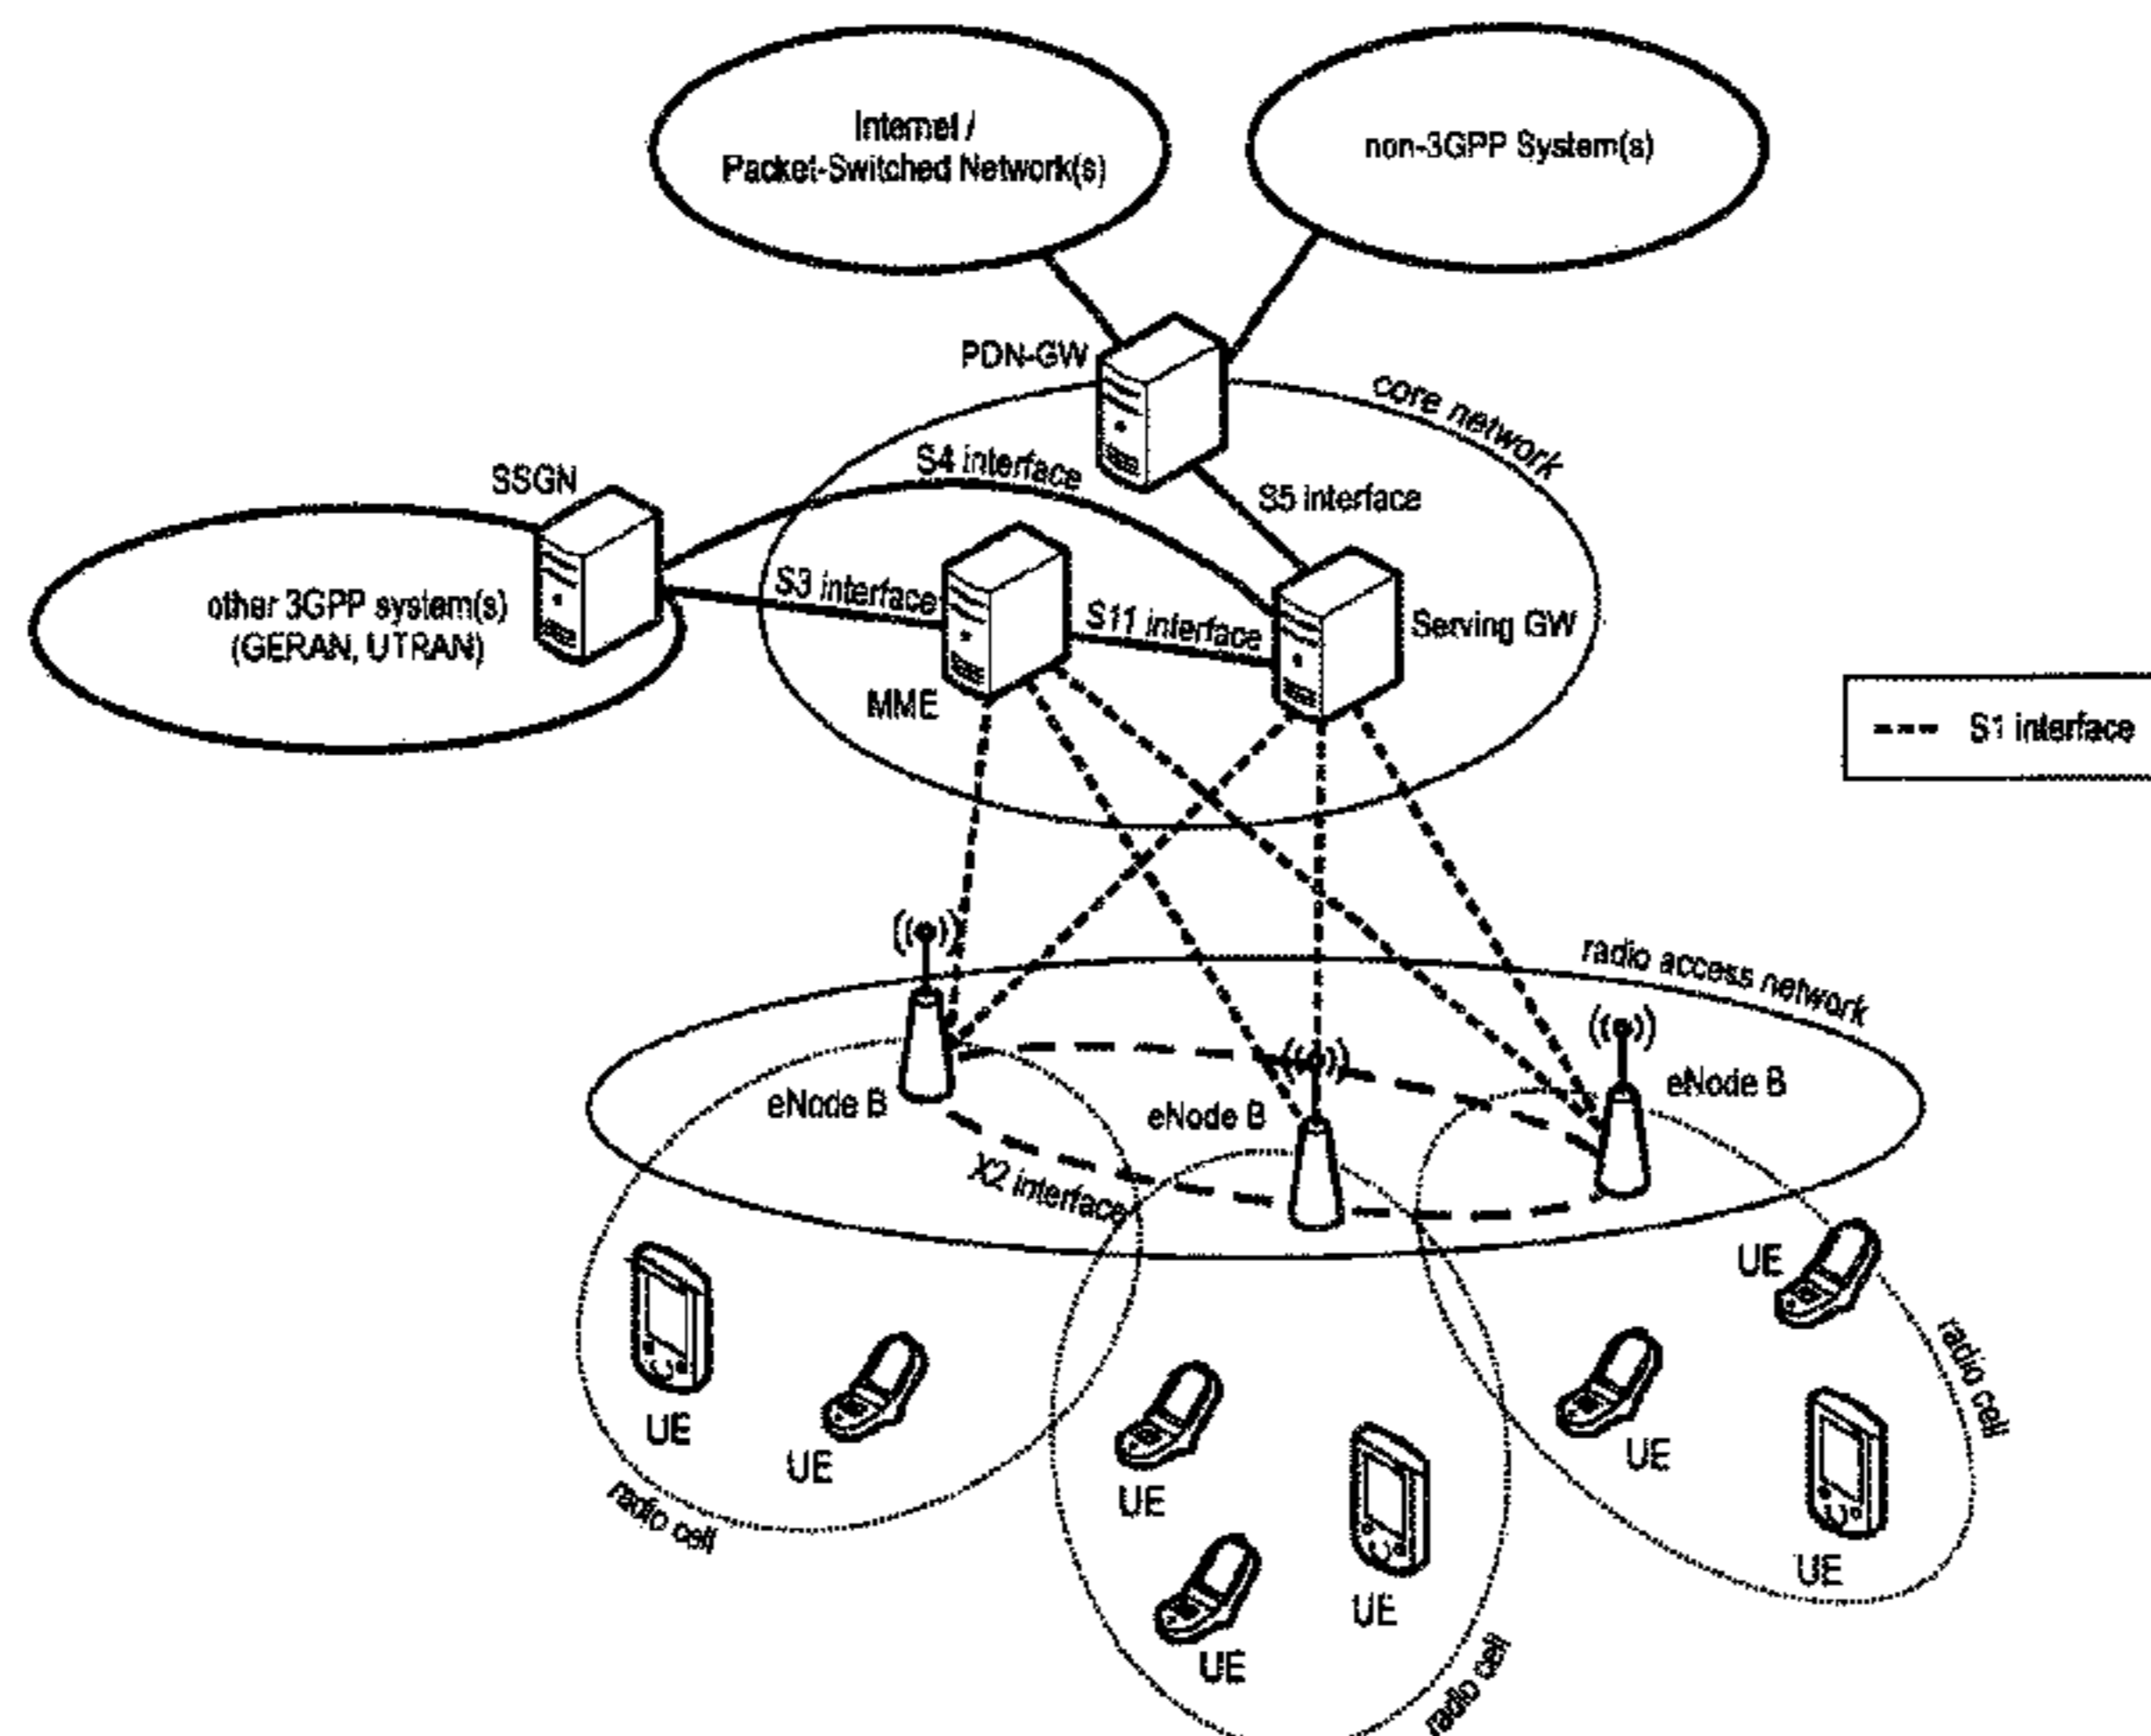 Internet /
Packet-Switched Network(s)
non-3GPP System(s)
PDN-GW
core network
SSGN
S4 interface
S5 interface
other 3GPP system(s)
(GERAN, UTRAN)
S3 interface
S11 interface
Serving GW
MME
S1 interface
radio access network
eNode B
eNode B
eNode B
X2 interface
UE
UE
UE
UE
UE
UE
UE
UE
radio cell
radio cell
radio cell